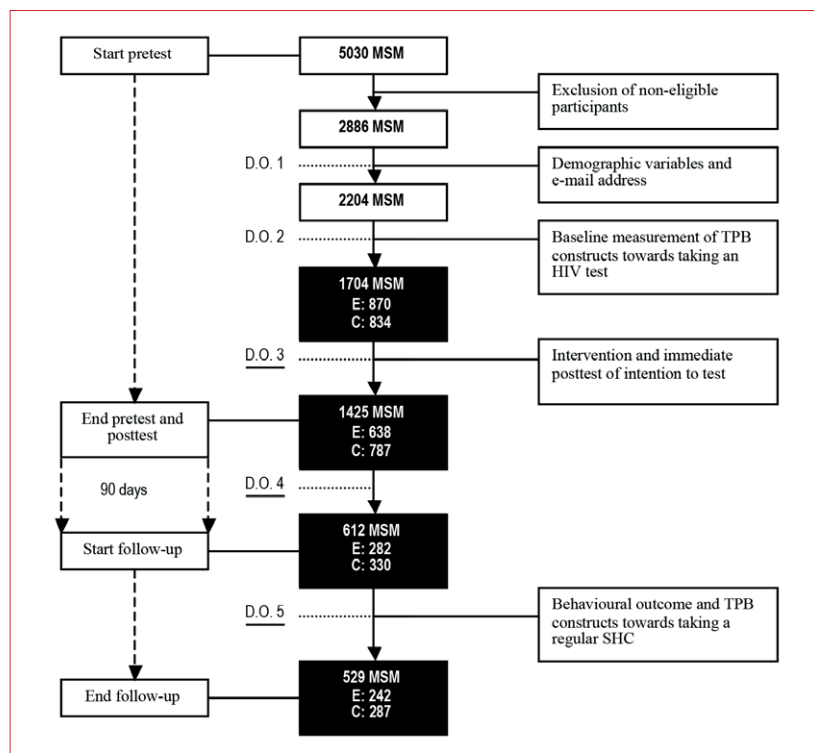 Start pretest
5030 MSM
Exclusion of non-eligible
participants
2886 MSM
D.O. 1
Demographic variables and
e-mail address
2204 MSM
D.O. 2
Baseline measurement of TPB
constructs towards taking an
HIV test
1704 MSM
E: 870
C: 834
D.O. 3
Intervention and immediate
posttest of intention to test
End pretest and
posttest
1425 MSM
E: 638
C: 787
90 days
D.O. 4
Start follow-up
612 MSM
E: 282
C: 330
D.O. 5
Behavioural outcome and TPB
constructs towards taking a
regular SHC
End follow-up
529 MSM
E: 242
C: 287